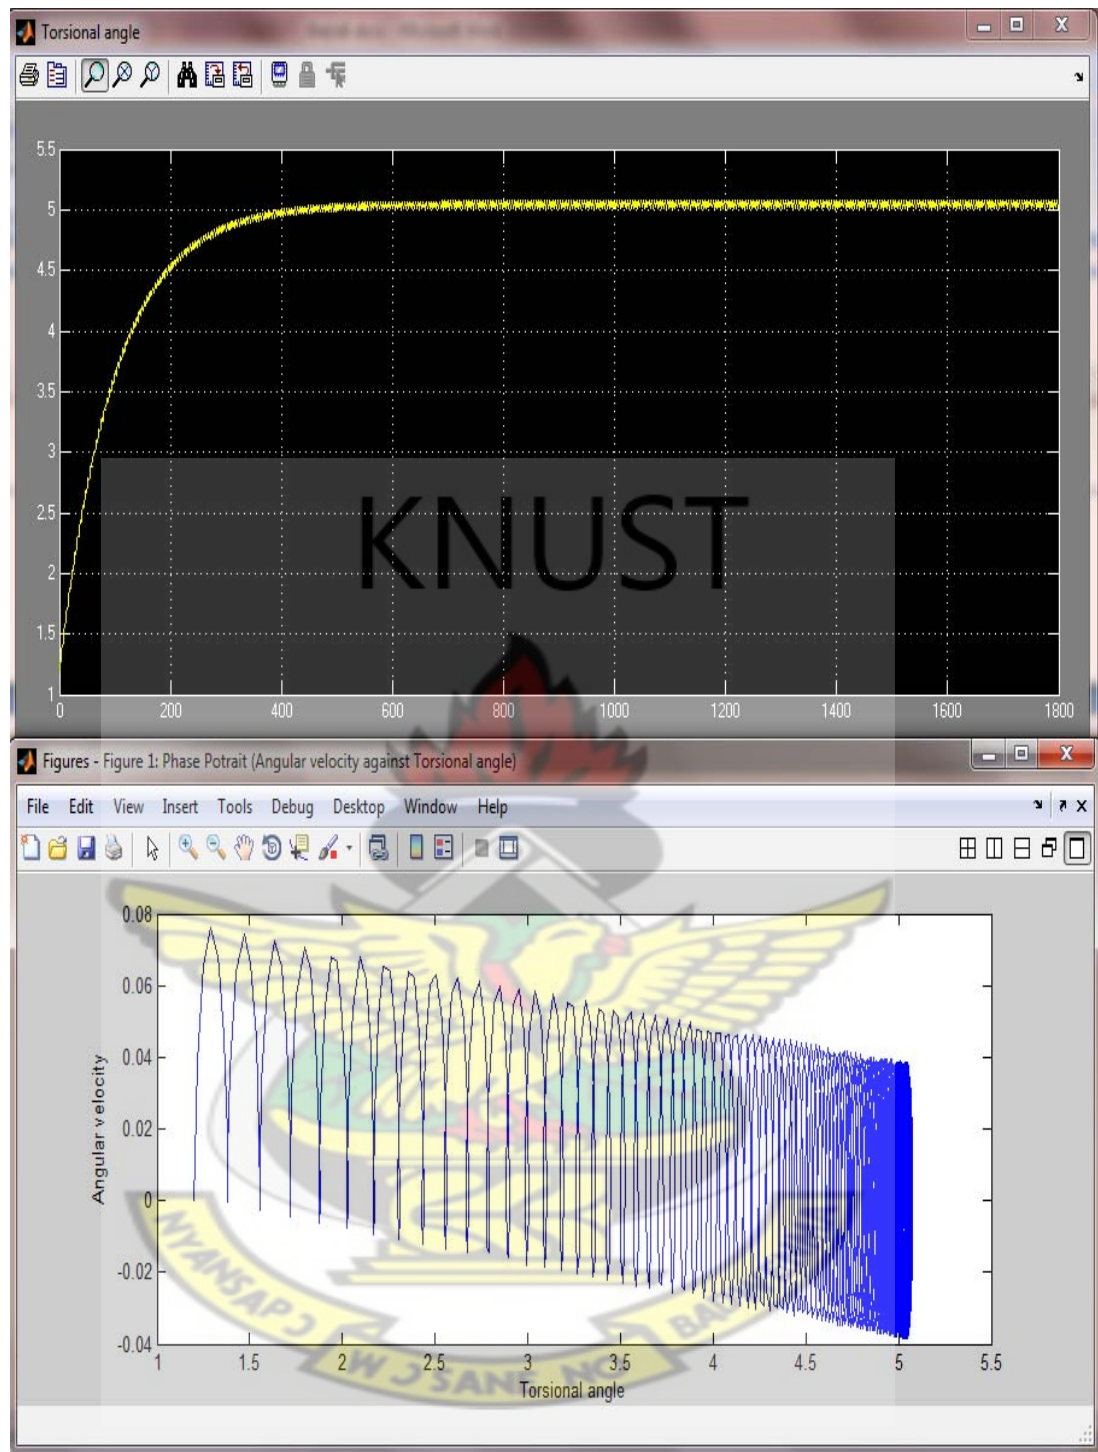 Torsional angle
5.5
5
4.5
4
3.5
3
2.5
2
1.5
1
0 200 400 600 800 1000 1200 1400 1600 1800
KNUST
Figures - Figure 1: Phase Potrait (Angular velocity against Torsional angle)
File Edit View Insert Tools Debug Desktop Window Help
0.08
0.06
0.04
0.02
0
-0.02
-0.04
Angular velocity
1 1.5 2 2.5 3 3.5 4 4.5 5 5.5
Torsional angle
NYANSAPƆ
WƆ SANE NO